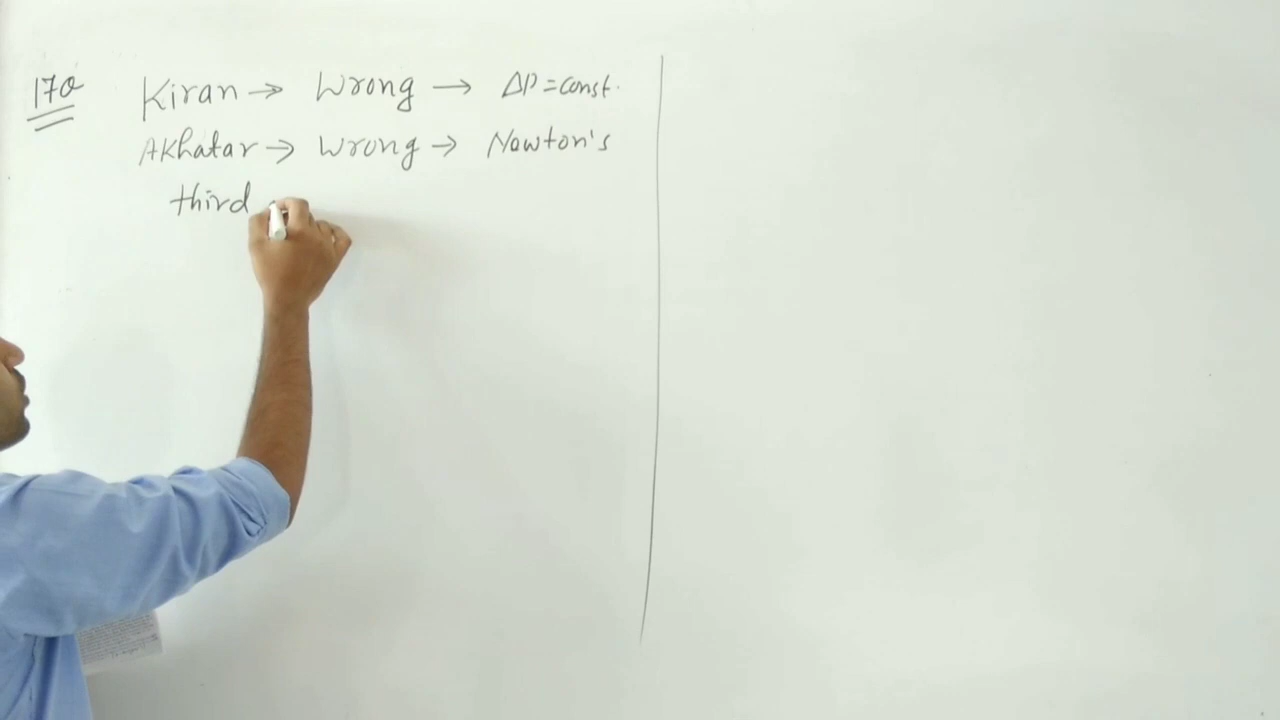 170 Kiran → Wrong → ΔP = const.
Akhatar → Wrong → Newton's
third